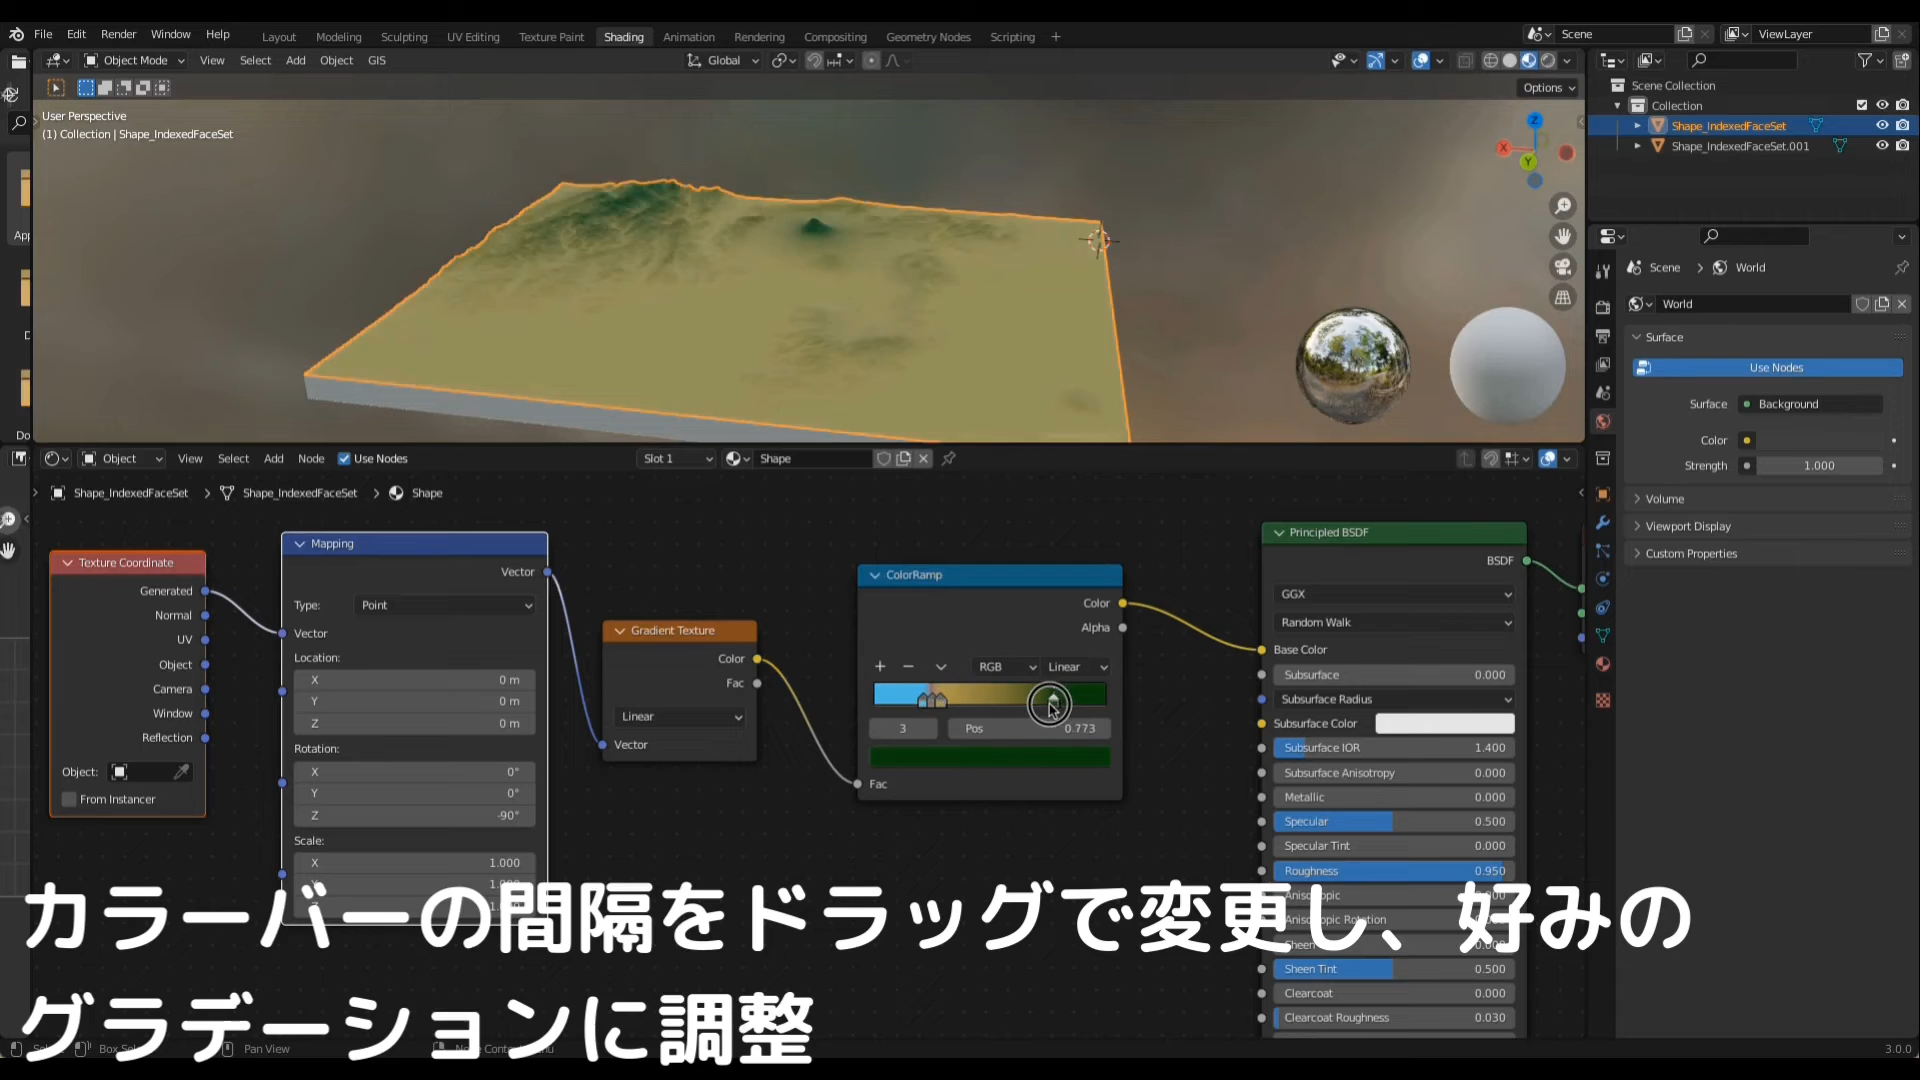 File Edit Render Window Help Layout Modeling Sculpting UV Editing Texture Paint Shading Animation Rendering Compositing Geometry Nodes Scripting + Scene ViewLayer
Object Mode View Select Add Object GIS Global
Options
User Perspective
(1) Collection | Shape_IndexedFaceSet
Z
X
Y
Scene Collection
Collection
Shape_IndexedFaceSet
Shape_IndexedFaceSet.001
Scene > World
World
Surface
Use Nodes
Surface Background
Color
Strength 1.000
Volume
Viewport Display
Custom Properties
Object View Select Add Node Use Nodes Slot 1 Shape
Shape_IndexedFaceSet > Shape_IndexedFaceSet > Shape
Texture Coordinate
Generated
Normal
UV
Object
Camera
Window
Reflection
Object:
From Instancer
Mapping
Vector
Type: Point
Vector
Location:
X 0 m
Y 0 m
Z 0 m
Rotation:
X 0°
Y 0°
Z -90°
Scale:
X 1.000
Gradient Texture
Color
Fac
Linear
Vector
ColorRamp
Color
Alpha
+ − RGB Linear
3 Pos 0.773
Fac
Principled BSDF
BSDF
GGX
Random Walk
Base Color
Subsurface 0.000
Subsurface Radius
Subsurface Color
Subsurface IOR 1.400
Subsurface Anisotropy 0.000
Metallic 0.000
Specular 0.500
Specular Tint 0.000
Roughness 0.950
Anisotropic
Anisotropic Rotation
Sheen
Sheen Tint 0.500
Clearcoat 0.000
Clearcoat Roughness 0.030
カラーバーの間隔をドラッグで変更し、好みの
グラデーションに調整
Pan View
3.0.0